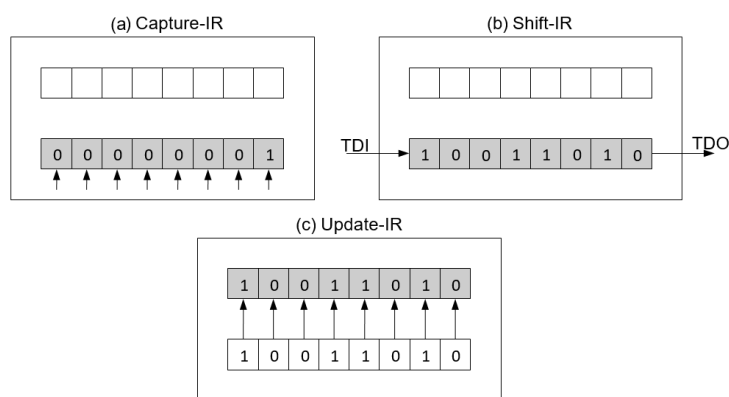 (a) Capture-IR
0 0 0 0 0 0 0 1
(b) Shift-IR
TDI
1 0 0 1 1 0 1 0
TDO
(c) Update-IR
1 0 0 1 1 0 1 0
1 0 0 1 1 0 1 0